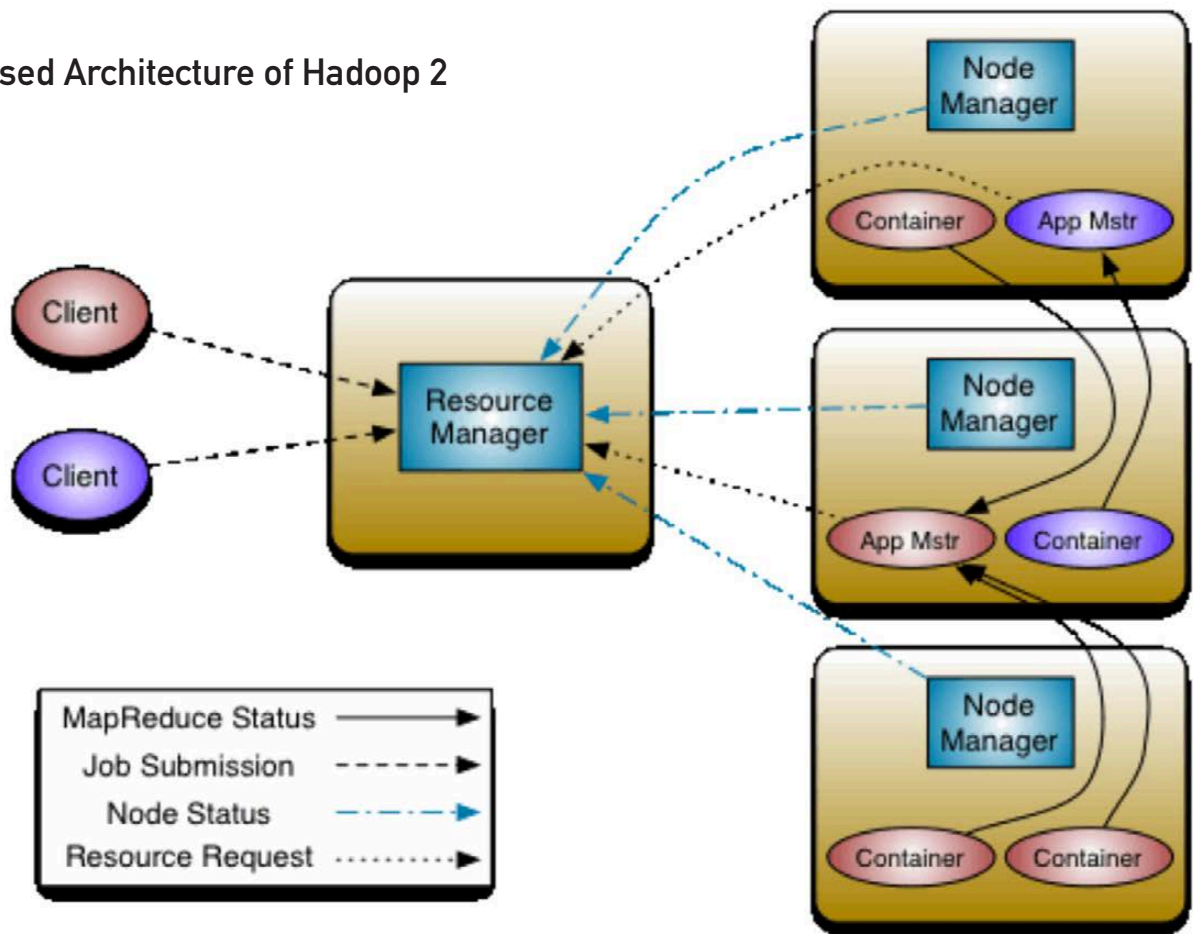 sed Architecture of Hadoop 2
Client
Client
Resource
Manager
Node
Manager
Container
App Mstr
Node
Manager
App Mstr
Container
Node
Manager
Container
Container
MapReduce Status
Job Submission
Node Status
Resource Request